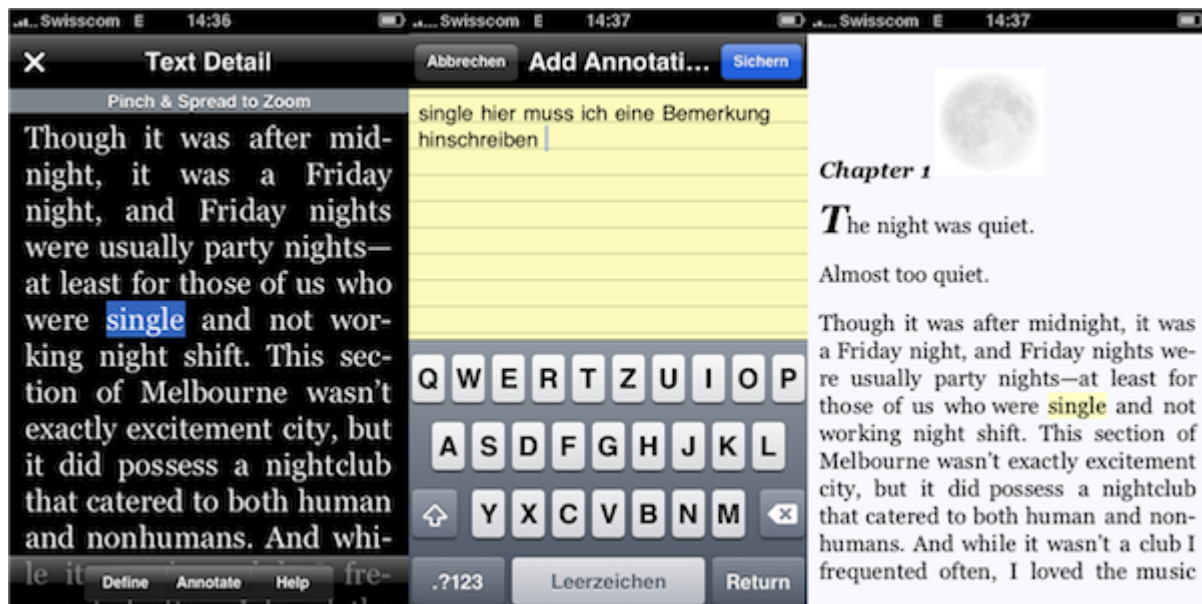 Swisscom E 14:36
Text Detail
Pinch & Spread to Zoom
Though it was after mid-
night, it was a Friday
night, and Friday nights
were usually party nights—
at least for those of us who
were single and not wor-
king night shift. This sec-
tion of Melbourne wasn't
exactly excitement city, but
it did possess a nightclub
that catered to both human
and nonhumans. And whi-
le it fre-
Define Annotate Help
Swisscom E 14:37
Abbrechen Add Annotati... Sichern
single hier muss ich eine Bemerkung
hinschreiben
Q W E R T Z U I O P
A S D F G H J K L
Y X C V B N M
.?123 Leerzeichen Return
Swisscom E 14:37
Chapter 1
The night was quiet.
Almost too quiet.
Though it was after midnight, it was
a Friday night, and Friday nights we-
re usually party nights—at least for
those of us who were single and not
working night shift. This section of
Melbourne wasn't exactly excitement
city, but it did possess a nightclub
that catered to both human and non-
humans. And while it wasn't a club I
frequented often, I loved the music